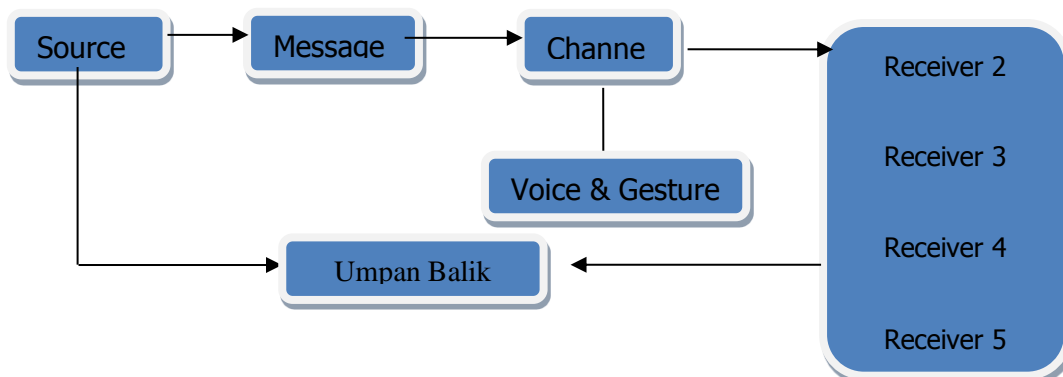 Source
Message
Channe
Receiver 2
Receiver 3
Voice & Gesture
Umpan Balik
Receiver 4
Receiver 5